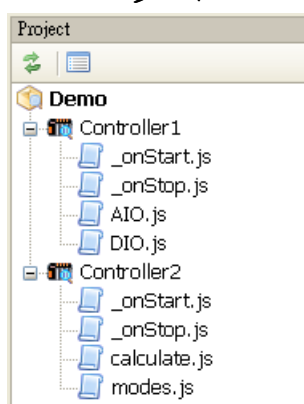 Project
Demo
Controller1
_onStart.js
_onStop.js
AIO.js
DIO.js
Controller2
_onStart.js
_onStop.js
calculate.js
modes.js